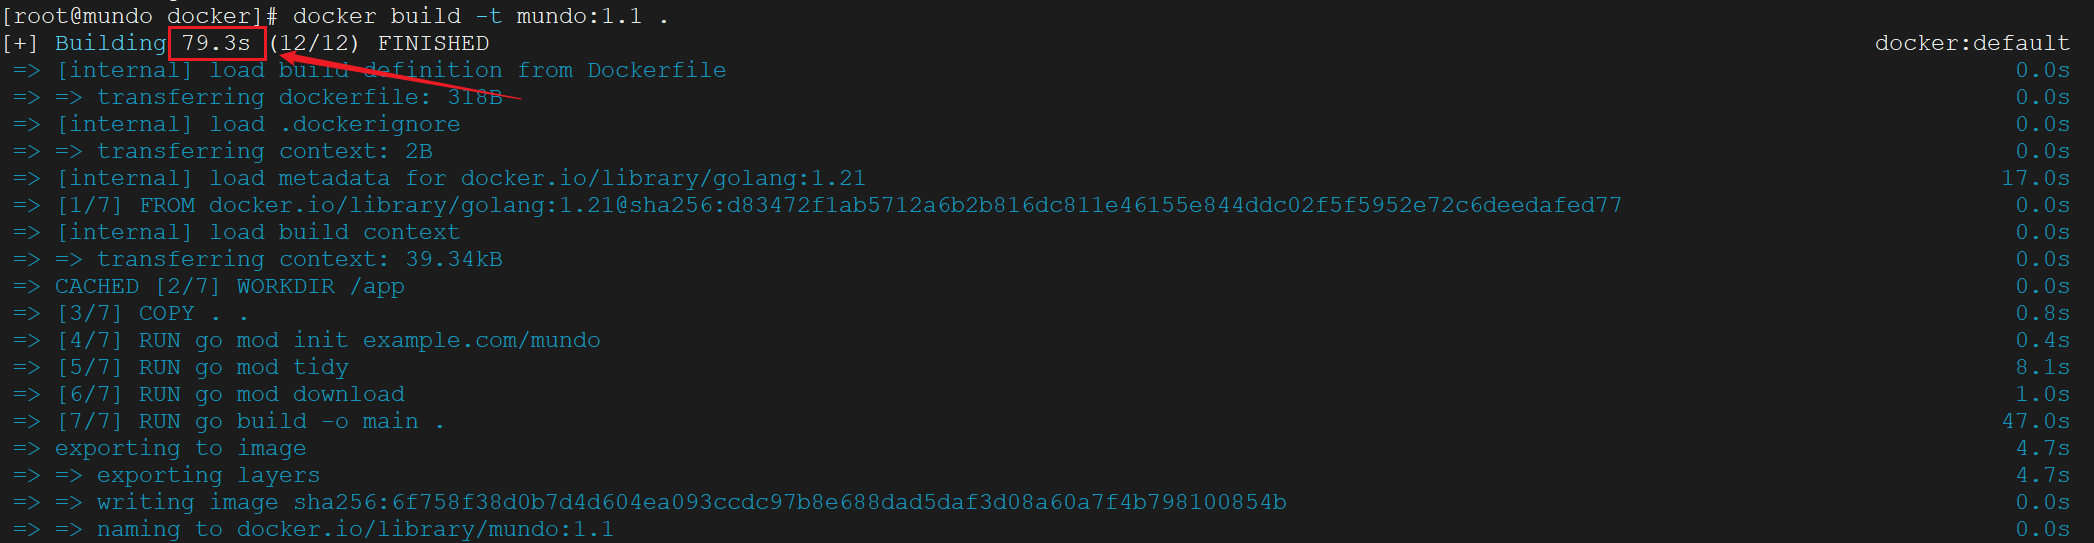 [root@mundo docker]# docker build -t mundo:1.1 .
[+] Building 79.3s (12/12) FINISHED docker:default
=> [internal] load build definition from Dockerfile 0.0s
=> => transferring dockerfile: 318B 0.0s
=> [internal] load .dockerignore 0.0s
=> => transferring context: 2B 0.0s
=> [internal] load metadata for docker.io/library/golang:1.21 17.0s
=> [1/7] FROM docker.io/library/golang:1.21@sha256:d83472f1ab5712a6b2b816dc811e46155e844ddc02f5f5952e72c6deedafed77 0.0s
=> [internal] load build context 0.0s
=> => transferring context: 39.34kB 0.0s
=> CACHED [2/7] WORKDIR /app 0.0s
=> [3/7] COPY . . 0.8s
=> [4/7] RUN go mod init example.com/mundo 0.4s
=> [5/7] RUN go mod tidy 8.1s
=> [6/7] RUN go mod download 1.0s
=> [7/7] RUN go build -o main . 47.0s
=> exporting to image 4.7s
=> => exporting layers 4.7s
=> => writing image sha256:6f758f38d0b7d4d604ea093ccdc97b8e688dad5daf3d08a60a7f4b798100854b 0.0s
=> => naming to docker.io/library/mundo:1.1 0.0s